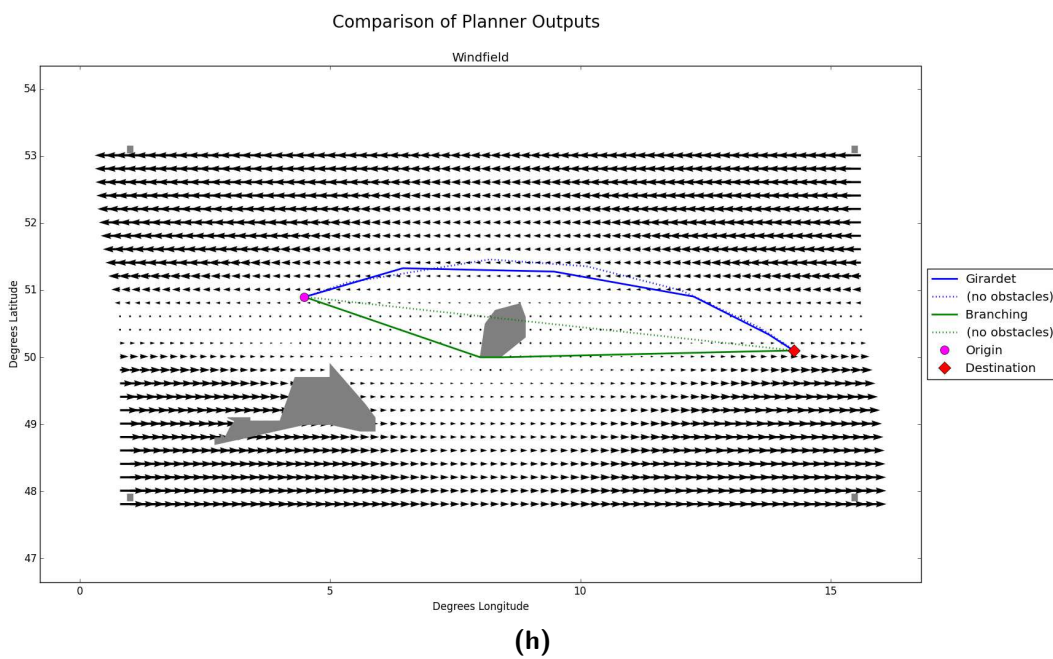 Comparison of Planner Outputs
Windfield
54
53
52
51
50
49
48
47
Degrees Latitude
0 5 10 15
Degrees Longitude
Girardet
(no obstacles)
Branching
(no obstacles)
Origin
Destination
(h)